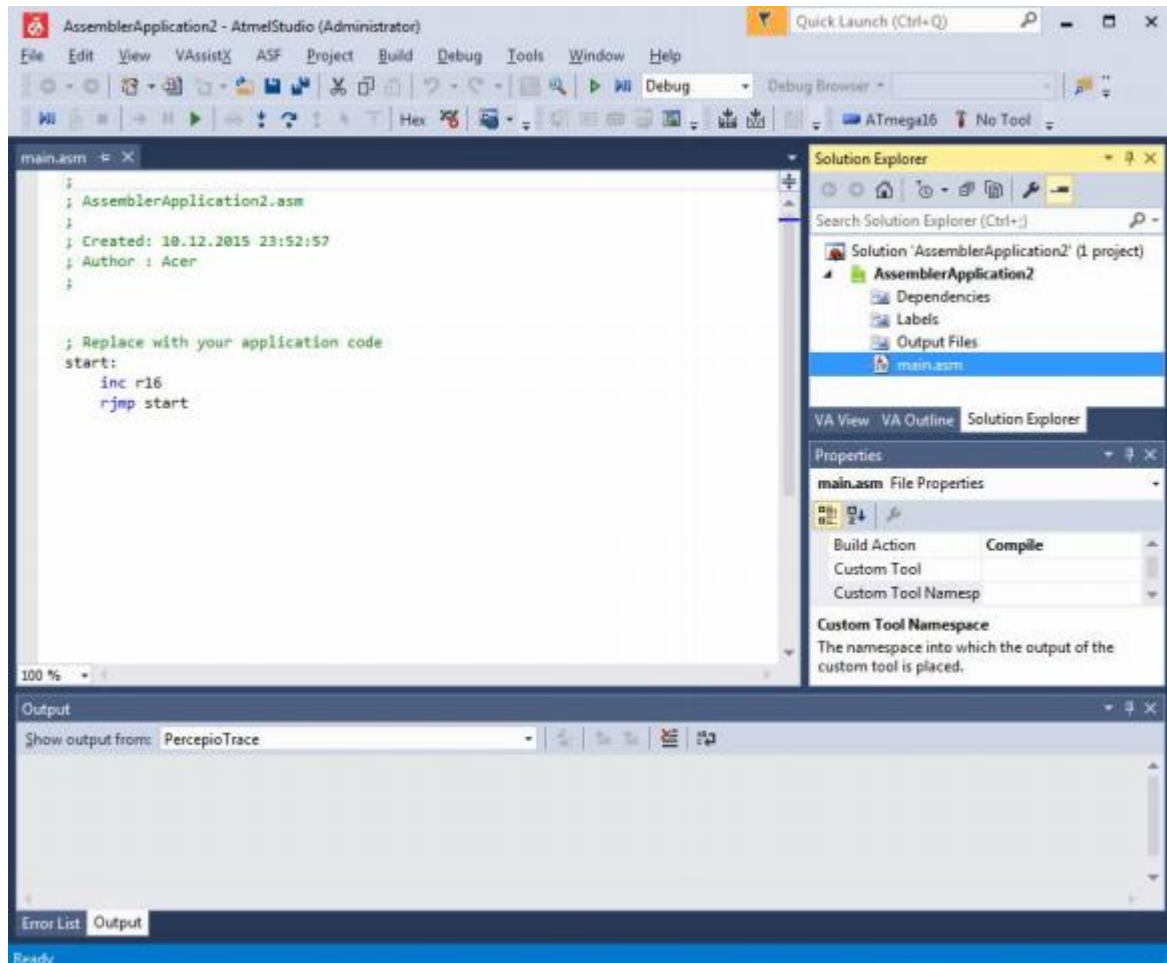 AssemblerApplication2 - AtmelStudio (Administrator)
Quick Launch (Ctrl+Q)
File Edit View VAssistX ASF Project Build Debug Tools Window Help
Debug
Debug Browser
Hex
ATmega16 No Tool
main.asm
;
; AssemblerApplication2.asm
;
; Created: 10.12.2015 23:52:57
; Author : Acer
;
; Replace with your application code
start:
inc r16
rjmp start
100 %
Solution Explorer
Search Solution Explorer (Ctrl+;)
Solution 'AssemblerApplication2' (1 project)
AssemblerApplication2
Dependencies
Labels
Output Files
main.asm
VA View VA Outline Solution Explorer
Properties
main.asm File Properties
Build Action Compile
Custom Tool
Custom Tool Namesp
Custom Tool Namespace
The namespace into which the output of the
custom tool is placed.
Output
Show output from: PercepioTrace
Error List Output
Ready